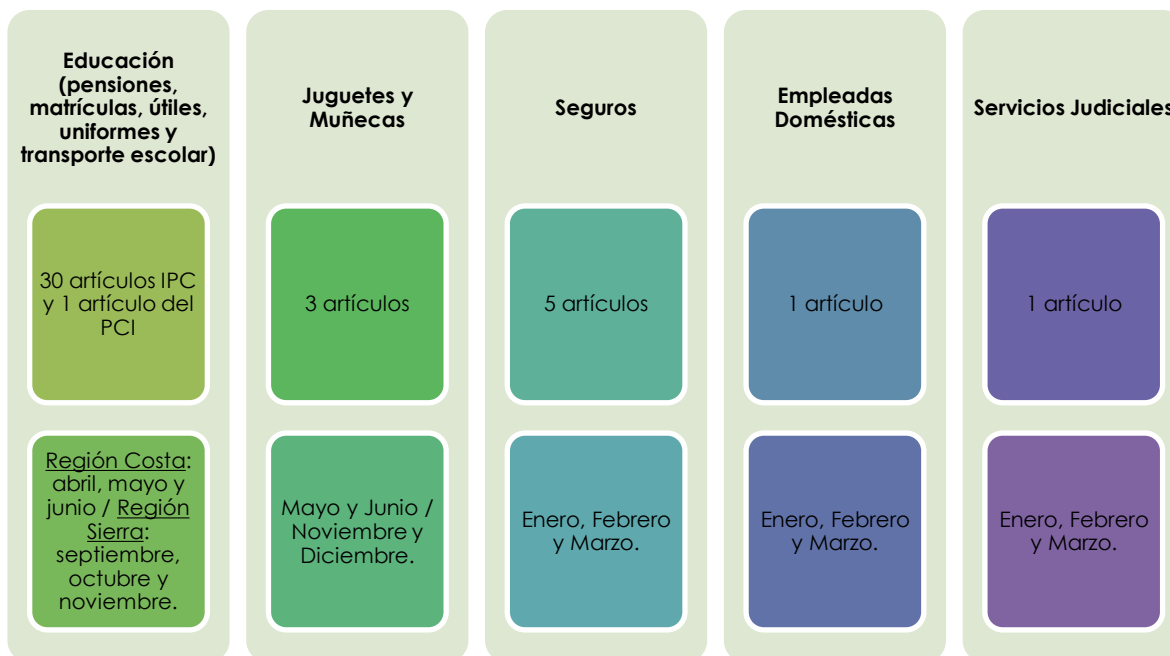 Educación
(pensiones,
matrículas, útiles,
uniformes y
transporte escolar)
30 artículos IPC
y 1 artículo del
PCI
Región Costa:
abril, mayo y
junio / Región
Sierra:
septiembre,
octubre y
noviembre.
Juguetes y
Muñecas
3 artículos
Mayo y Junio /
Noviembre y
Diciembre.
Seguros
5 artículos
Enero, Febrero
y Marzo.
Empleadas
Domésticas
1 artículo
Enero, Febrero
y Marzo.
Servicios Judiciales
1 artículo
Enero, Febrero
y Marzo.